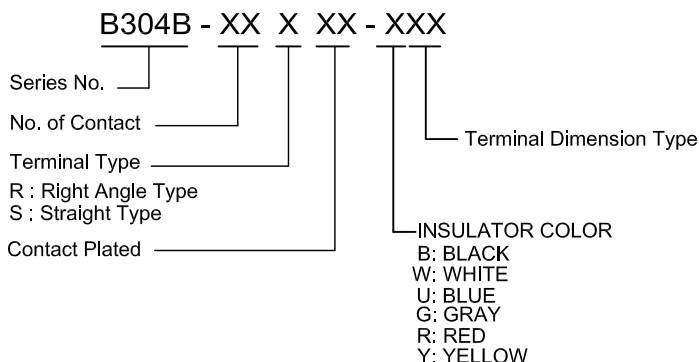 B304B - XX X XX - XXX
Series No.
No. of Contact
Terminal Dimension Type
Terminal Type
R : Right Angle Type
S : Straight Type
Contact Plated
INSULATOR COLOR
B: BLACK
W: WHITE
U: BLUE
G: GRAY
R: RED
Y: YELLOW